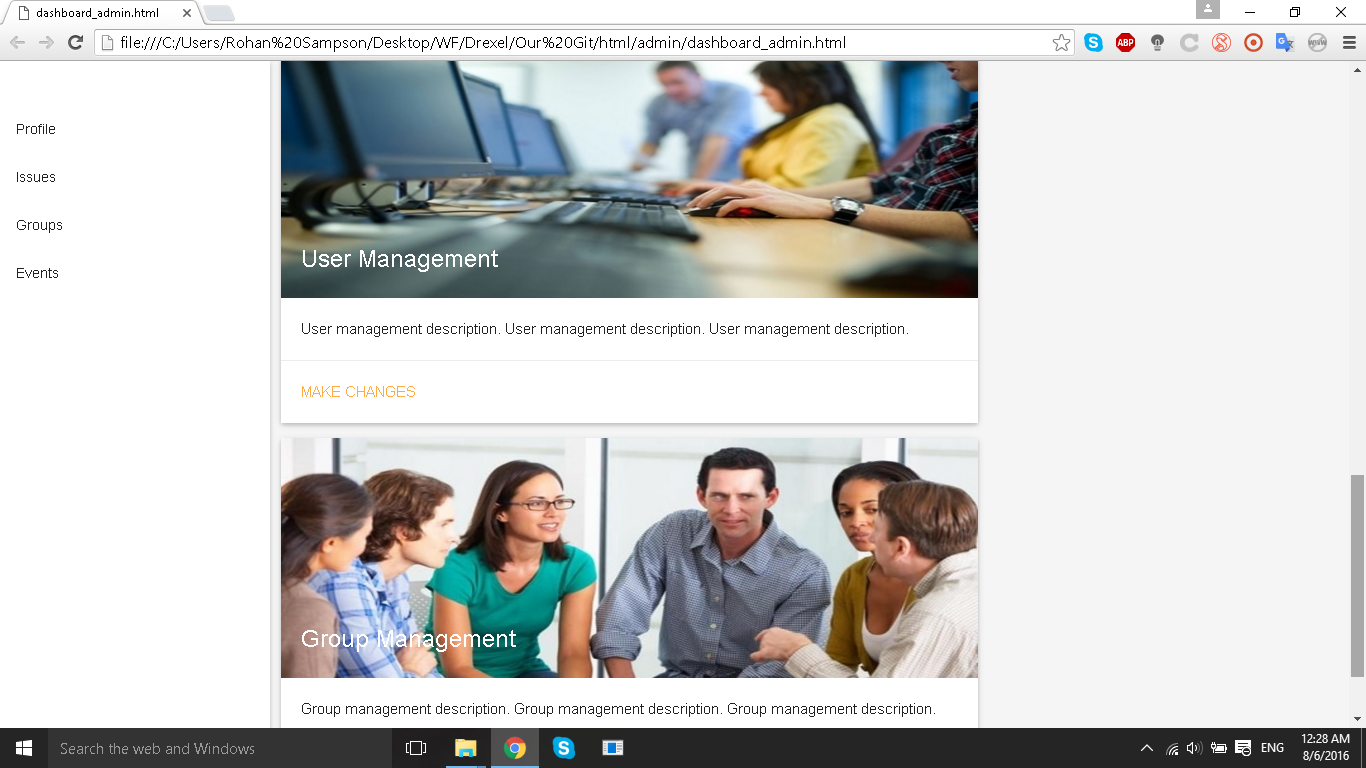 dashboard_admin.html
file:///C:/Users/Rohan%20Sampson/Desktop/WF/Drexel/Our%20Git/html/admin/dashboard_admin.html
ABP
Profile
Issues
Groups
Events
User Management
User management description. User management description. User management description.
MAKE CHANGES
Group Management
Group management description. Group management description. Group management description.
Search the web and Windows
ENG
12:28 AM
8/6/2016